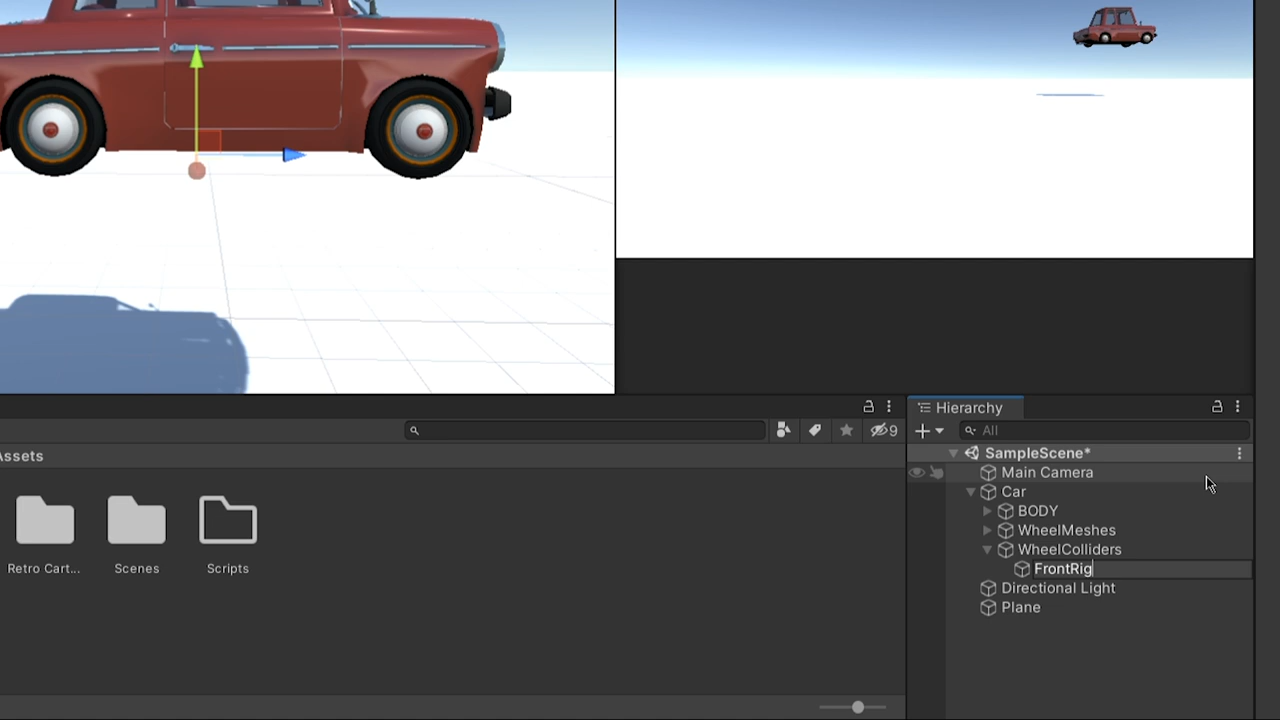 Hierarchy
9
All
Assets
SampleScene*
Main Camera
Car
BODY
WheelMeshes
WheelColliders
FrontRig
Directional Light
Plane
Retro Cart...
Scenes
Scripts